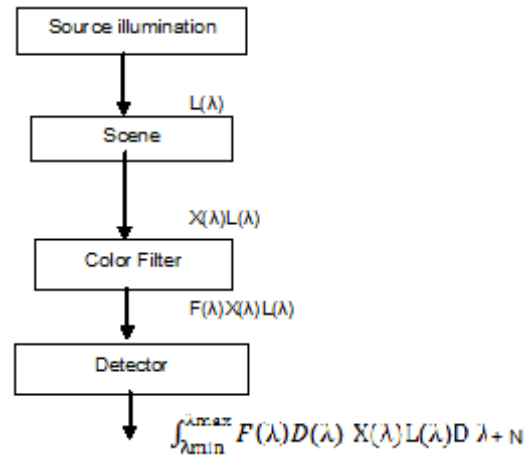 Source illumination
L(λ)
Scene
X(λ)L(λ)
Color Filter
F(λ)X(λ)L(λ)
Detector
∫λmin λmax F(λ)D(λ) X(λ)L(λ)D λ+ N